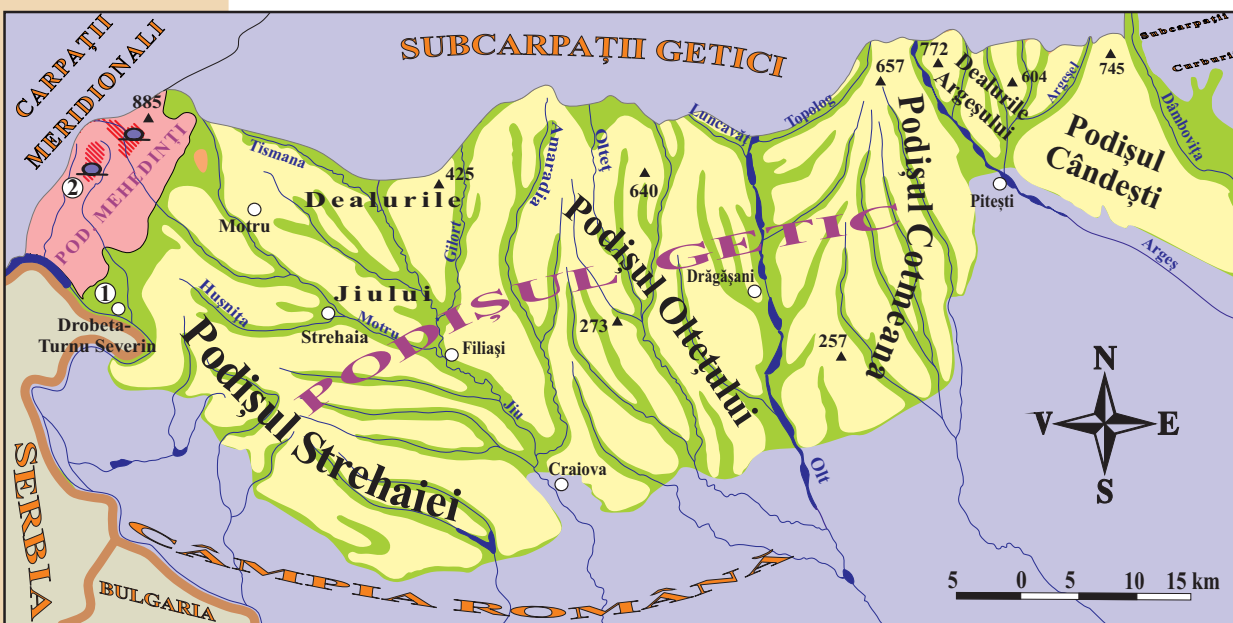 CARPAȚII
MERIDIONALI
SUBCARPAȚII GETICI
Subcarpații
Curburii
885
POD. MEHEDINȚI
2
1
Tismana
425
Dealurile
Jiului
Motru
Gilort
Amaradia
Olteț
640
Luncavăț
Topolog
657
772
Dealurile
Argeșului
604
Argeșel
745
Dâmbovița
Podișul
Cândești
Pitești
Argeș
Podișul Cotmeana
PODIȘUL GETIC
Podișul Oltețului
Drăgășani
273
257
Drobeta-
Turnu Severin
Hușnița
Strehaia
Motru
Filiași
Jiu
Podișul Strehaiei
Craiova
Olt
SERBIA
BULGARIA
CÂMPIA ROMÂNĂ
N
V
E
S
5 0 5 10 15 km